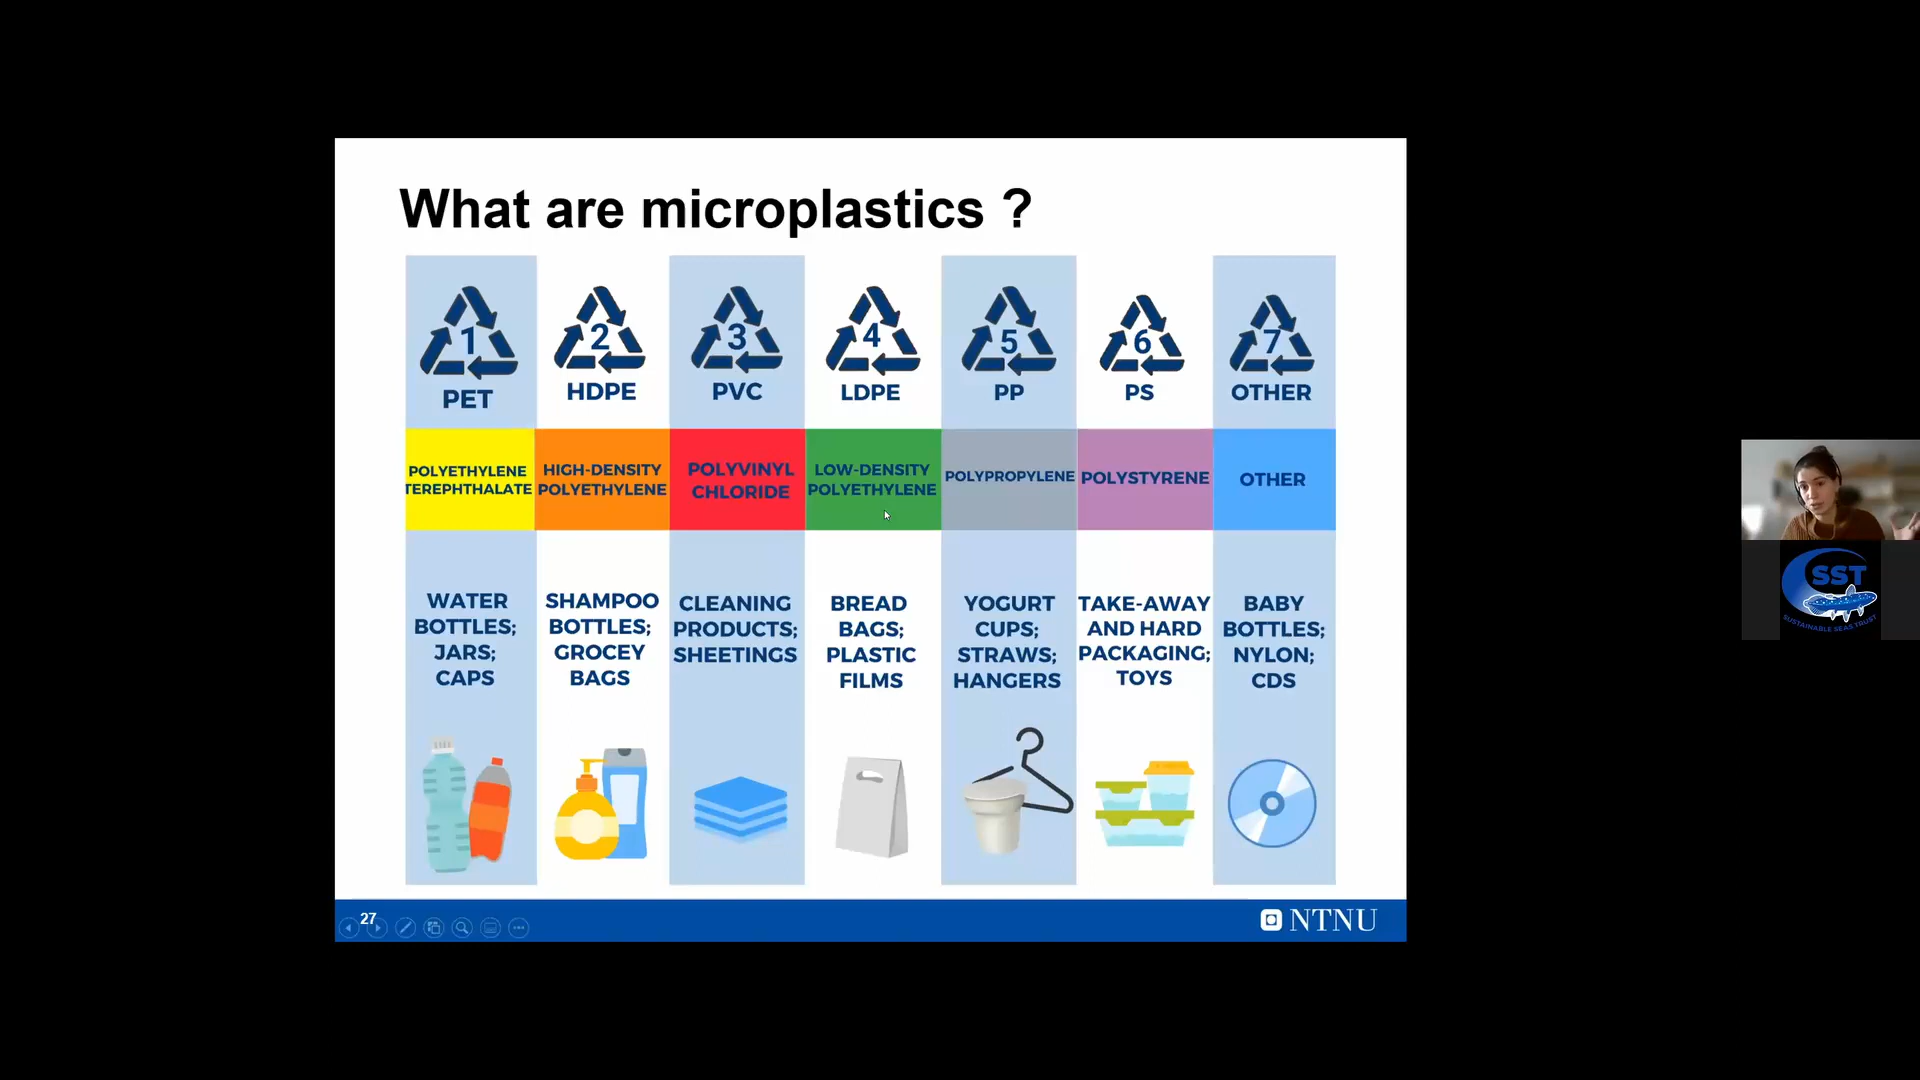 What are microplastics ?
1
PET
2
HDPE
3
PVC
4
LDPE
5
PP
6
PS
7
OTHER
POLYETHYLENE
TEREPHTHALATE
HIGH-DENSITY
POLYETHYLENE
POLYVINYL
CHLORIDE
LOW-DENSITY
POLYETHYLENE
POLYPROPYLENE
POLYSTYRENE
OTHER
WATER
BOTTLES;
JARS;
CAPS
SHAMPOO
BOTTLES;
GROCEY
BAGS
CLEANING
PRODUCTS;
SHEETINGS
BREAD
BAGS;
PLASTIC
FILMS
YOGURT
CUPS;
STRAWS;
HANGERS
TAKE-AWAY
AND HARD
PACKAGING;
TOYS
BABY
BOTTLES;
NYLON;
CDS
27
NTNU
SST
SUSTAINABLE SEAS TRUST